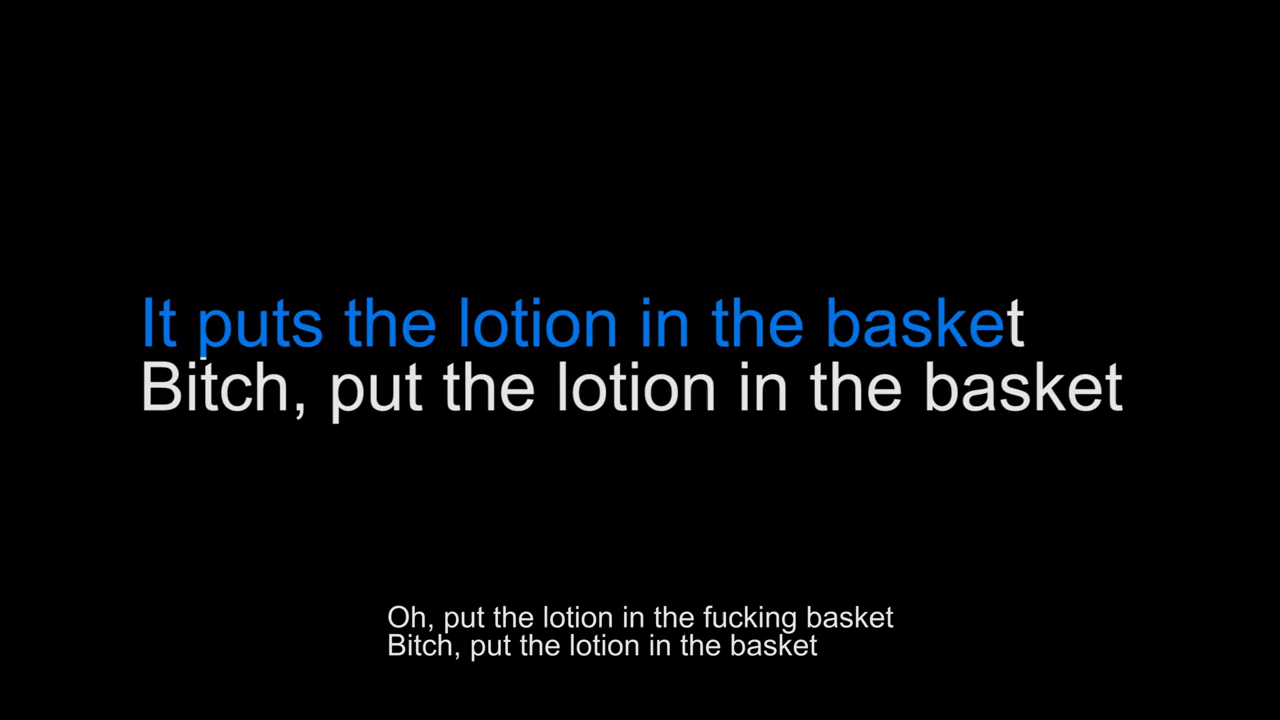 It puts the lotion in the basket
Bitch, put the lotion in the basket
Oh, put the lotion in the fucking basket
Bitch, put the lotion in the basket